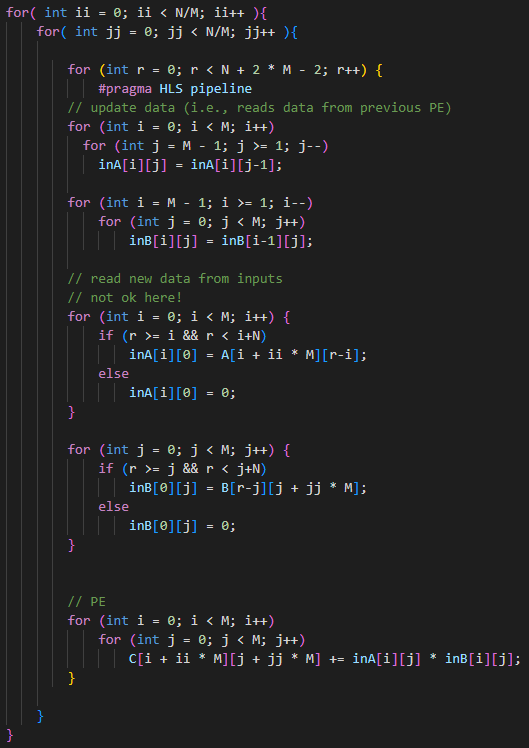 for( int ii = 0; ii < N/M; ii++ ){
for( int jj = 0; jj < N/M; jj++ ){
for (int r = 0; r < N + 2 * M - 2; r++) {
#pragma HLS pipeline
// update data (i.e., reads data from previous PE)
for (int i = 0; i < M; i++)
for (int j = M - 1; j >= 1; j--)
inA[i][j] = inA[i][j-1];
for (int i = M - 1; i >= 1; i--)
for (int j = 0; j < M; j++)
inB[i][j] = inB[i-1][j];
// read new data from inputs
// not ok here!
for (int i = 0; i < M; i++) {
if (r >= i && r < i+N)
inA[i][0] = A[i + ii * M][r-i];
else
inA[i][0] = 0;
}
for (int j = 0; j < M; j++) {
if (r >= j && r < j+N)
inB[0][j] = B[r-j][j + jj * M];
else
inB[0][j] = 0;
}
// PE
for (int i = 0; i < M; i++)
for (int j = 0; j < M; j++)
C[i + ii * M][j + jj * M] += inA[i][j] * inB[i][j];
}
}
}